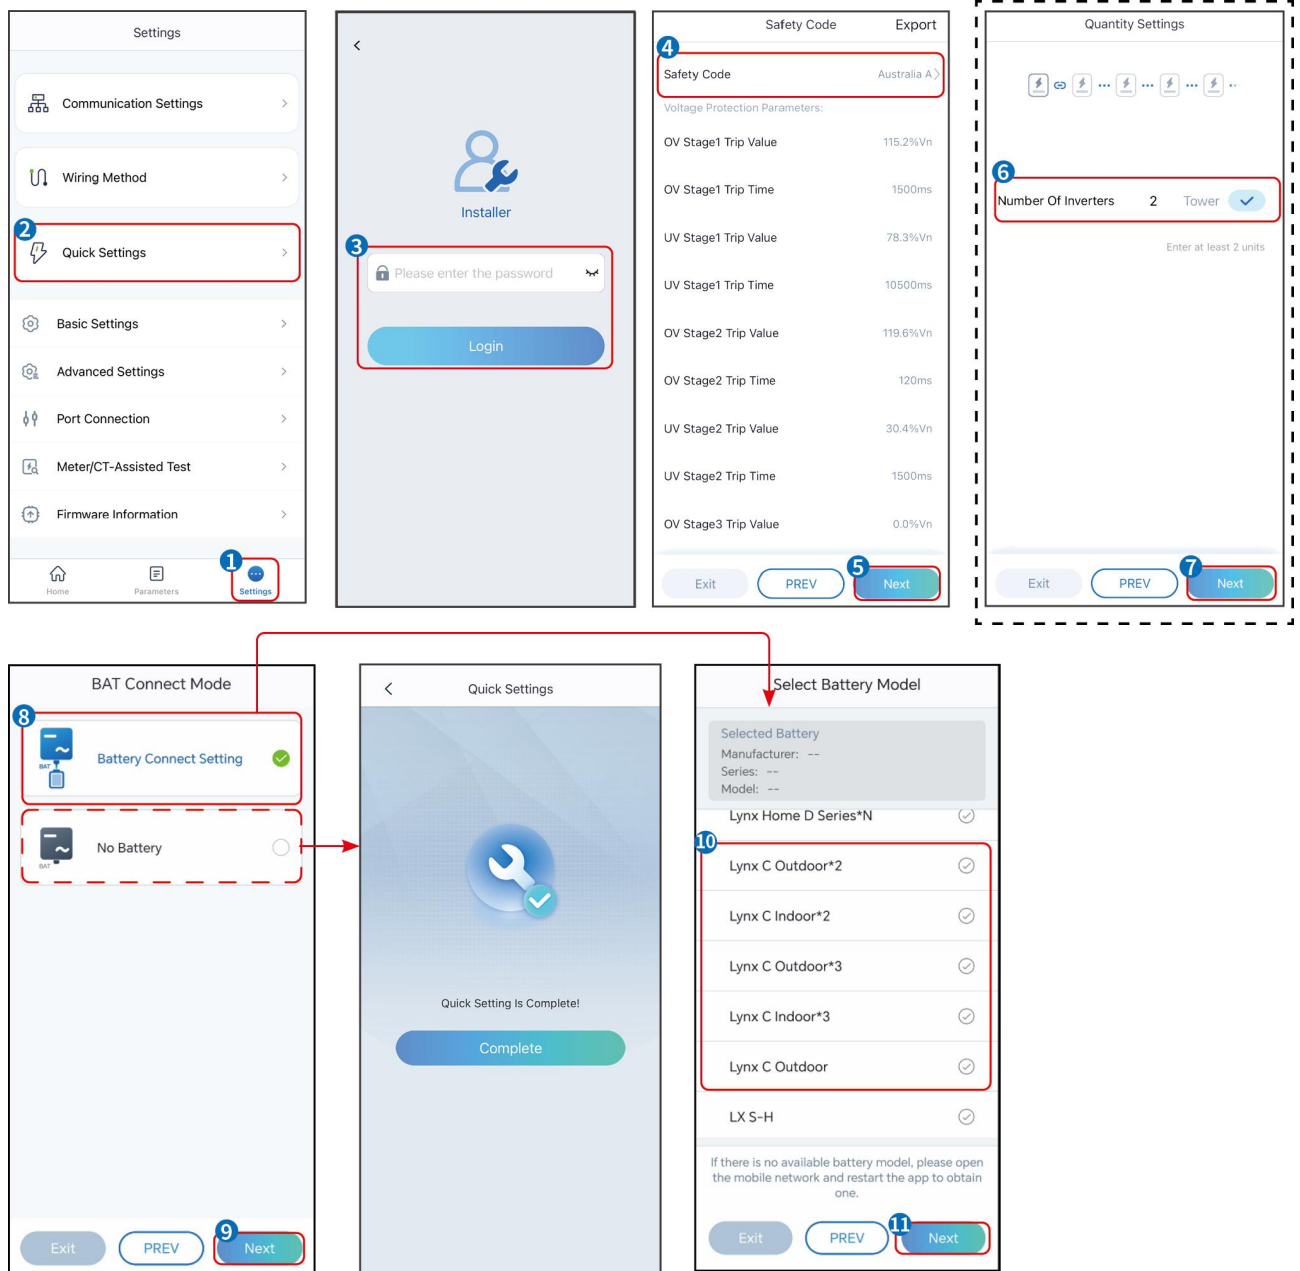 Settings
Communication Settings
Wiring Method
2
Quick Settings
Basic Settings
Advanced Settings
Port Connection
Meter/CT-Assisted Test
Firmware Information
1
Home
Parameters
Settings
Installer
3
Please enter the password
Login
Safety Code Export
4
Safety Code Australia A
Voltage Protection Parameters:
OV Stage1 Trip Value 115.2%Vn
OV Stage1 Trip Time 1500ms
UV Stage1 Trip Value 78.3%Vn
UV Stage1 Trip Time 10500ms
OV Stage2 Trip Value 119.6%Vn
OV Stage2 Trip Time 120ms
UV Stage2 Trip Value 30.4%Vn
UV Stage2 Trip Time 1500ms
OV Stage3 Trip Value 0.0%Vn
5
Exit PREV Next
Quantity Settings
6
Number Of Inverters 2 Tower
Enter at least 2 units
7
Exit PREV Next
BAT Connect Mode
8
BAT
Battery Connect Setting
BAT
No Battery
9
Exit PREV Next
Quick Settings
Quick Setting Is Complete!
Complete
Select Battery Model
Selected Battery
Manufacturer: --
Series: --
Model: --
Lynx Home D Series*N
10
Lynx C Outdoor*2
Lynx C Indoor*2
Lynx C Outdoor*3
Lynx C Indoor*3
Lynx C Outdoor
LX S-H
If there is no available battery model, please open
the mobile network and restart the app to obtain
one.
11
Exit PREV Next